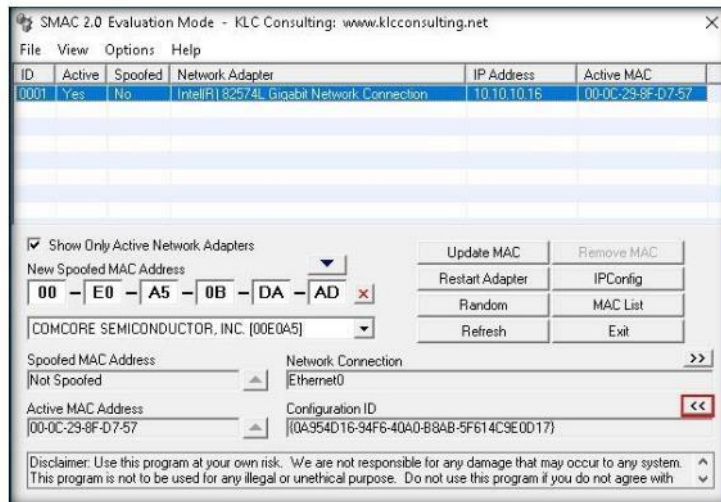 SMAC 2.0 Evaluation Mode - KLC Consulting: www.klcconsulting.net
File View Options Help
ID Active Spoofed Network Adapter IP Address Active MAC
0001 Yes No Intel(R) 82574L Gigabit Network Connection 10.10.10.16 00-0C-29-8F-D7-57
Show Only Active Network Adapters
New Spoofed MAC Address
00 - E0 - A5 - 0B - DA - AD
COMCORE SEMICONDUCTOR, INC. [00E0A5]
Update MAC Remove MAC
Restart Adapter IPConfig
Random MAC List
Refresh Exit
Spoofed MAC Address
Not Spoofed
Network Connection
Ethernet0
>>
Active MAC Address
00-0C-29-8F-D7-57
Configuration ID
{0A954D16-94F6-40A0-B8AB-5F614C9E0D17}
<<
Disclaimer: Use this program at your own risk. We are not responsible for any damage that may occur to any system.
This program is not to be used for any illegal or unethical purpose. Do not use this program if you do not agree with